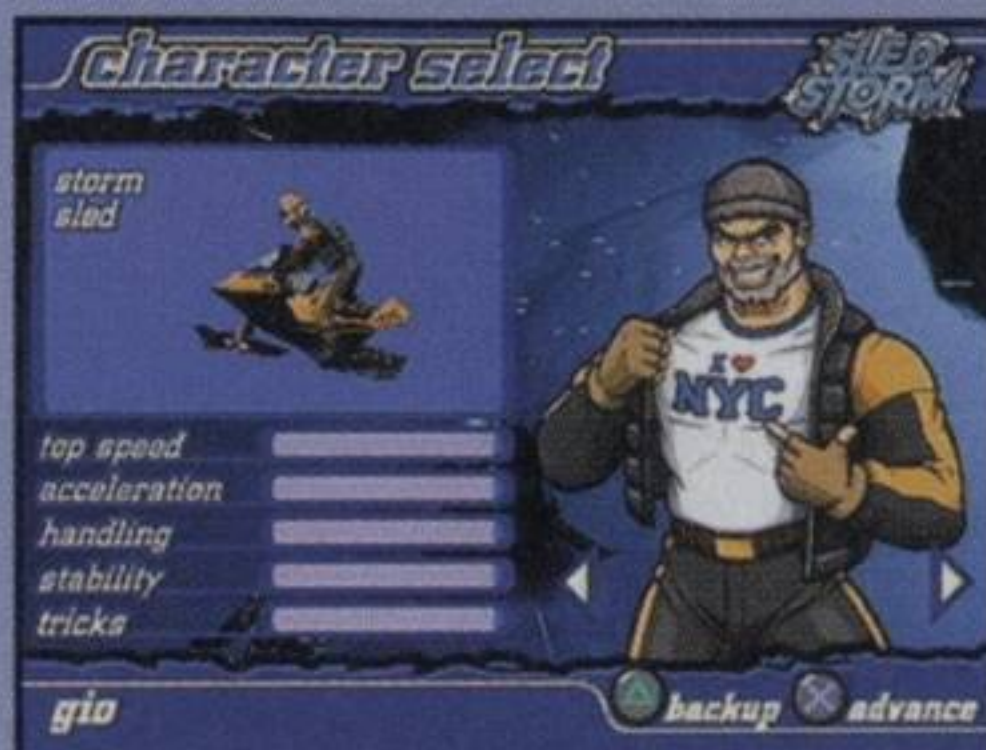 character select
SLED
STORM
storm
sled
I ❤ 
NYC
top speed
acceleration
handling
stability
tricks
gio
backup
advance